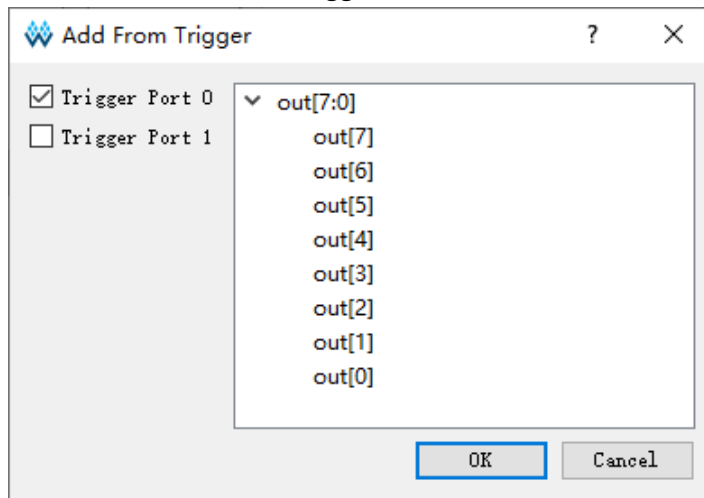 Add From Trigger
?
Trigger Port 0
Trigger Port 1
out[7:0]
out[7]
out[6]
out[5]
out[4]
out[3]
out[2]
out[1]
out[0]
OK
Cancel